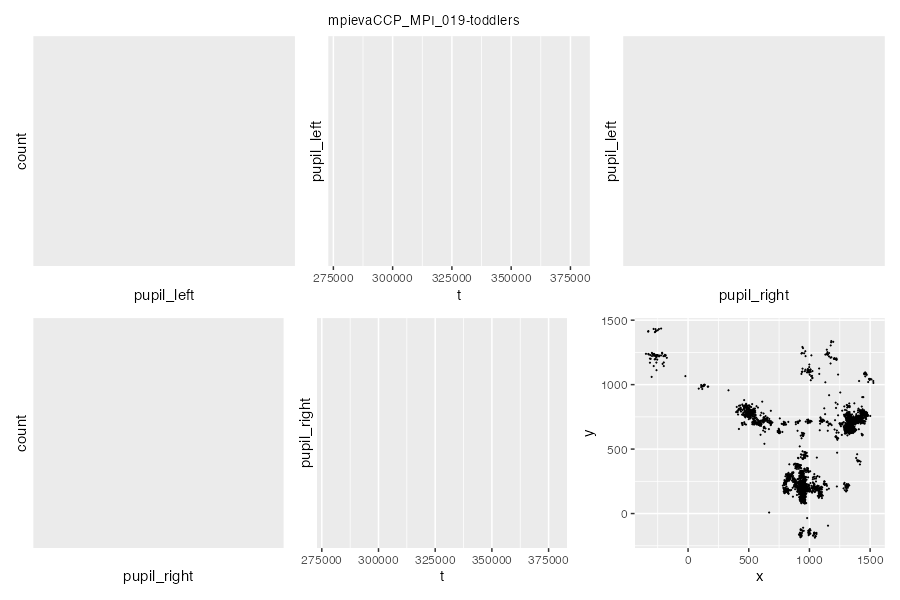 mpievaCCP_MPI_019-toddlers
count
pupil_left
pupil_left
275000 300000 325000 350000 375000
t
pupil_left
pupil_right
count
pupil_right
pupil_right
275000 300000 325000 350000 375000
t
1500
1000
500
0
y
0 500 1000 1500
x